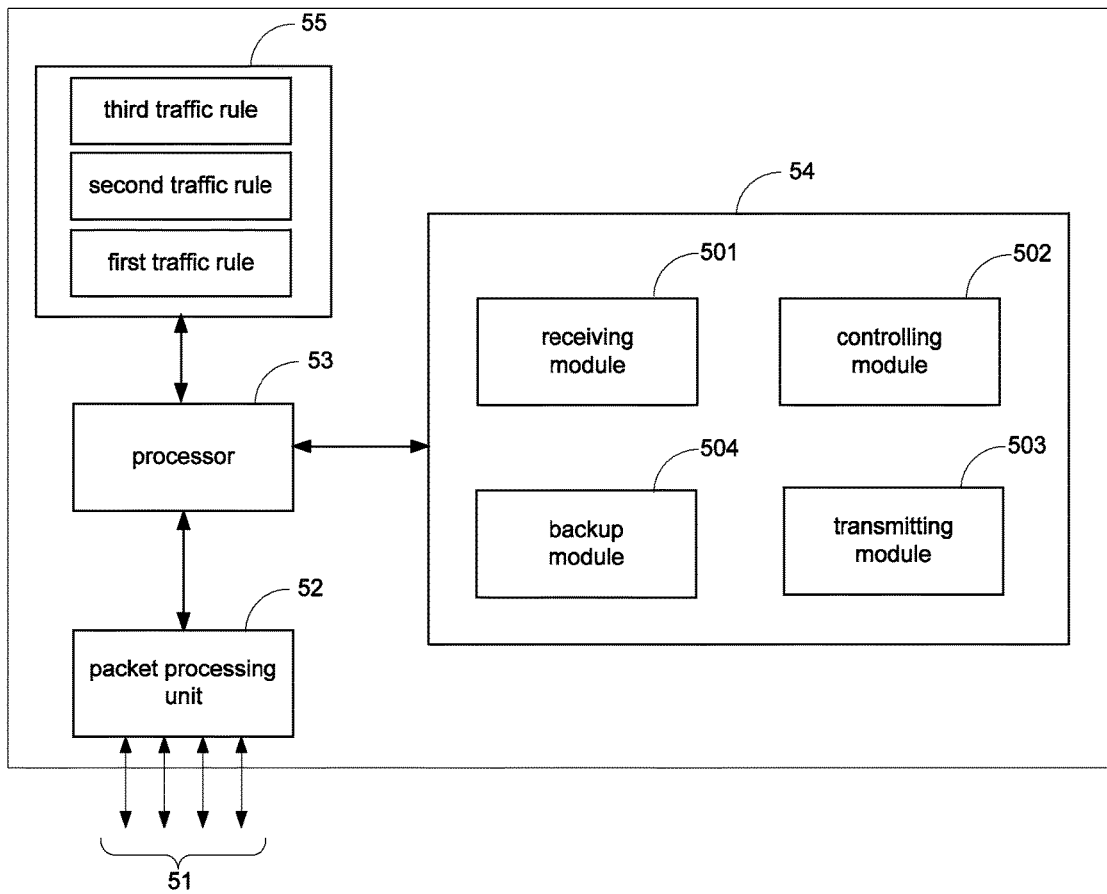 55
third traffic rule
second traffic rule
first traffic rule
54
501
receiving
module
502
controlling
module
53
processor
504
backup
module
503
transmitting
module
52
packet processing
unit
51